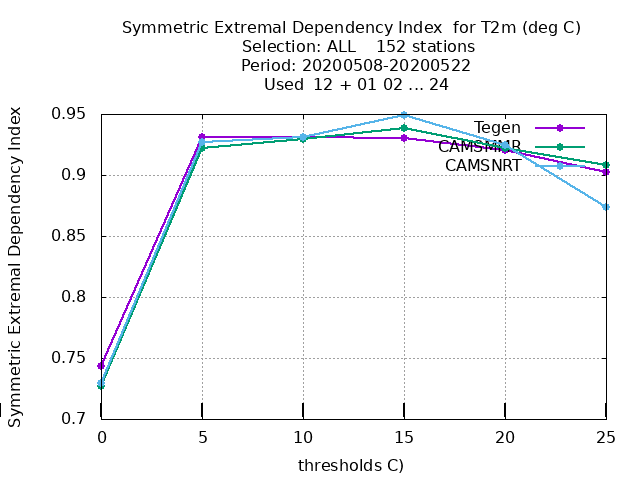 Symmetric Extremal Dependency Index for T2m (deg C)
Selection: ALL 152 stations
Period: 20200508-20200522
Used 12 + 01 02 ... 24
Symmetric Extremal Dependency Index
0.95
0.9
0.85
0.8
0.75
0.7
Tegen
CAMSNRT
0
5
10
15
20
25
thresholds C)